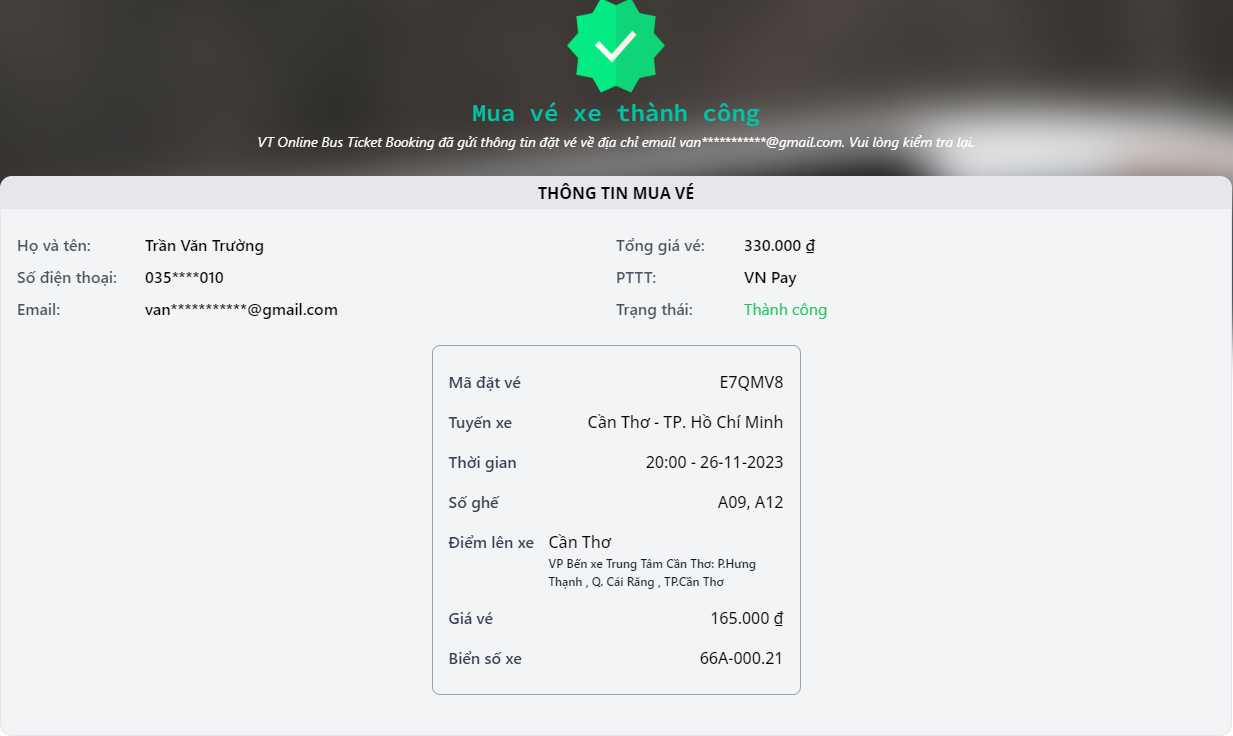 Mua vé xe thành công
VT Online Bus Ticket Booking đã gửi thông tin đặt vé về địa chỉ email van***********@gmail.com. Vui lòng kiểm tra lại.
THÔNG TIN MUA VÉ
Họ và tên: Trần Văn Trường
Số điện thoại: 035****010
Email: van***********@gmail.com
Tổng giá vé: 330.000 ₫
PTTT: VN Pay
Trạng thái: Thành công
Mã đặt vé E7QMV8
Tuyến xe Cần Thơ - TP. Hồ Chí Minh
Thời gian 20:00 - 26-11-2023
Số ghế A09, A12
Điểm lên xe Cần Thơ
VP Bến xe Trung Tâm Cần Thơ: P.Hưng
Thạnh , Q. Cái Răng , TP.Cần Thơ
Giá vé 165.000 ₫
Biển số xe 66A-000.21